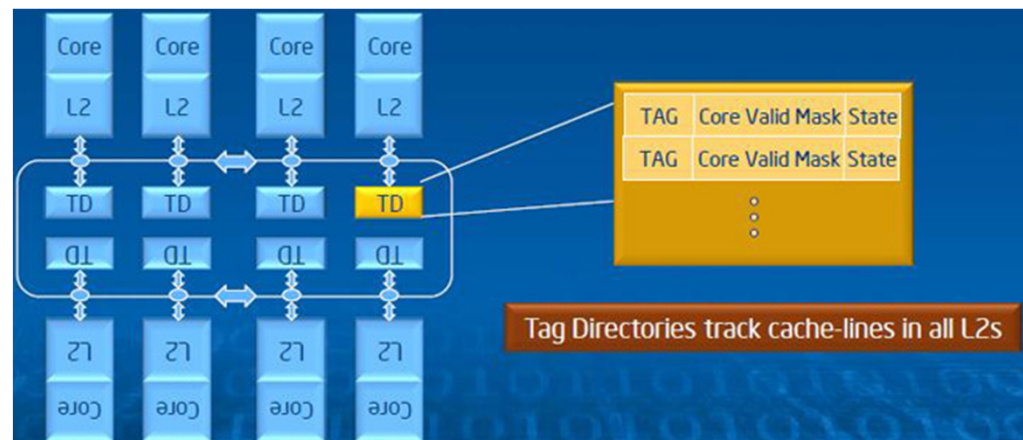 Core Core Core Core
L2 L2 L2 L2
TD TD TD TD
TD TD TD TD
L2 L2 L2 L2
Core Core Core Core
TAG Core Valid Mask State
TAG Core Valid Mask State
Tag Directories track cache-lines in all L2s